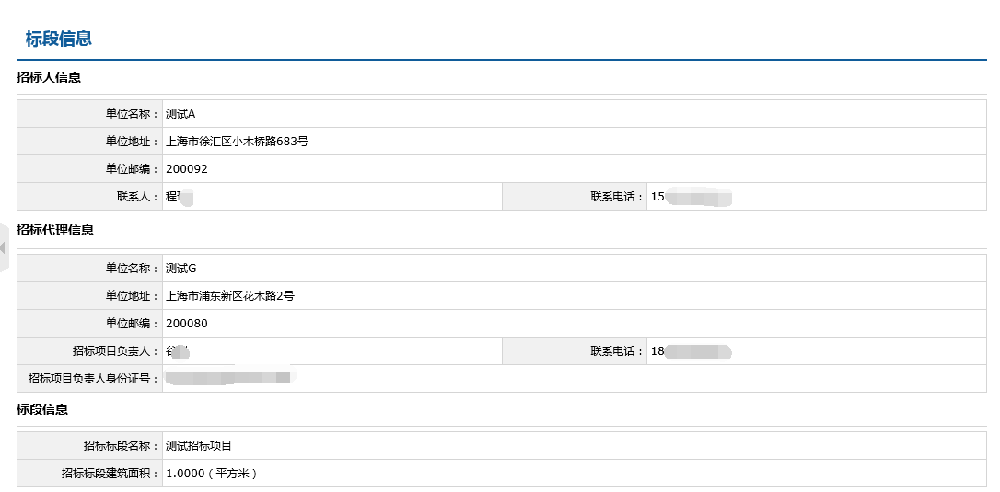 标段信息
招标人信息
单位名称： 测试A
单位地址： 上海市徐汇区小木桥路683号
单位邮编： 200092
联系人： 程 联系电话： 15
招标代理信息
单位名称： 测试G
单位地址： 上海市浦东新区花木路2号
单位邮编： 200080
招标项目负责人： 谷 联系电话： 18
招标项目负责人身份证号：
标段信息
招标标段名称： 测试招标项目
招标标段建筑面积： 1.0000（平方米）